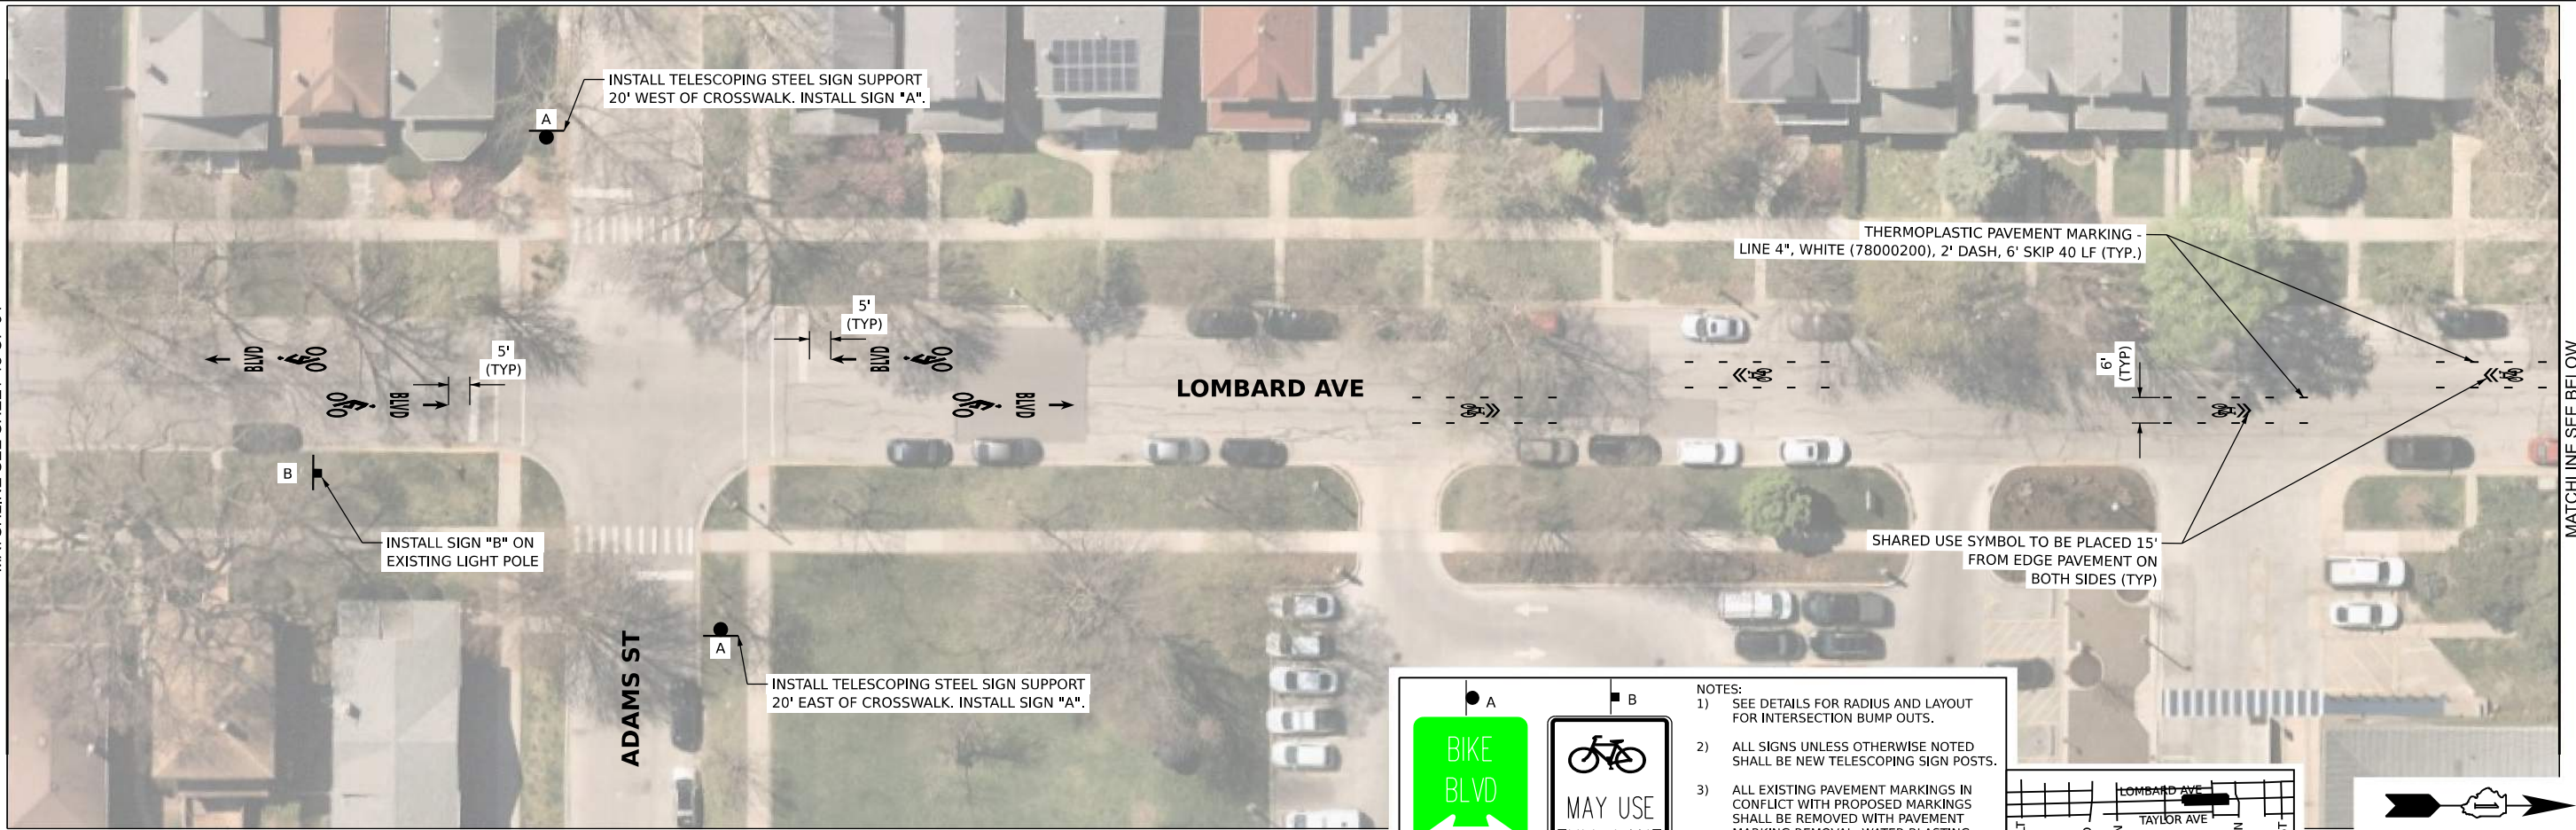 INSTALL TELESCOPING STEEL SIGN SUPPORT
20' WEST OF CROSSWALK. INSTALL SIGN "A".
A
THERMOPLASTIC PAVEMENT MARKING -
LINE 4", WHITE (78000200), 2' DASH, 6' SKIP 40 LF (TYP.)
5'
(TYP)
BLVD
5'
(TYP)
BLVD
BLVD
BLVD
LOMBARD AVE
6'
(TYP)
MATCHLINE SEE BELOW
B
INSTALL SIGN "B" ON
EXISTING LIGHT POLE
SHARED USE SYMBOL TO BE PLACED 15'
FROM EDGE PAVEMENT ON
BOTH SIDES (TYP)
ADAMS ST
A
INSTALL TELESCOPING STEEL SIGN SUPPORT
20' EAST OF CROSSWALK. INSTALL SIGN "A".
A
BIKE
BLVD
B
MAY USE
NOTES:
1) SEE DETAILS FOR RADIUS AND LAYOUT
FOR INTERSECTION BUMP OUTS.
2) ALL SIGNS UNLESS OTHERWISE NOTED
SHALL BE NEW TELESCOPING SIGN POSTS.
3) ALL EXISTING PAVEMENT MARKINGS IN
CONFLICT WITH PROPOSED MARKINGS
SHALL BE REMOVED WITH PAVEMENT
MARKING REMOVAL WATER BLASTING
LOMBARD AVE
TAYLOR AVE